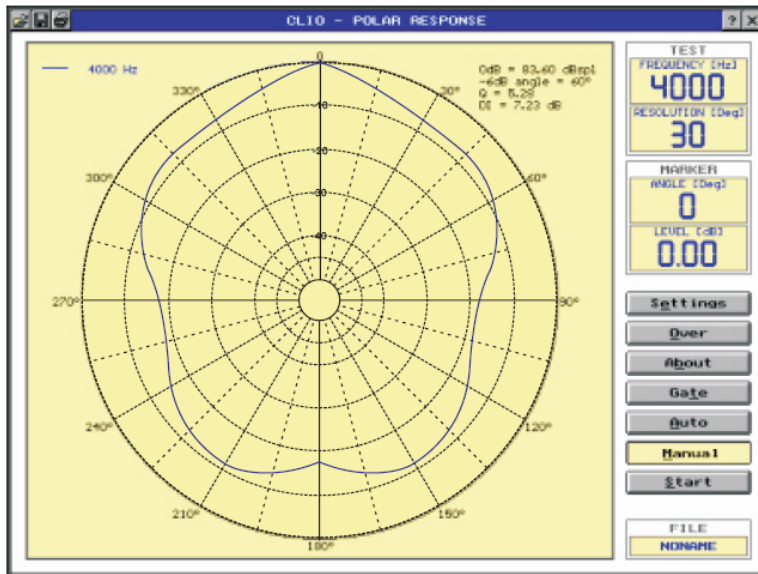 CLIO - POLAR RESPONSE
? X
4000 Hz
0dB = 83.60 dBspl
-6dB angle = 60°
Q = 5.28
DI = 7.23 dB
0
30°
60°
90°
120°
150°
180°
210°
240°
270°
300°
330°
-10
-20
-30
-40
TEST
FREQUENCY [Hz]
4000
RESOLUTION [Deg]
30
MARKER
ANGLE [Deg]
0
LEVEL [dB]
0.00
Settings
Over
About
Gate
Auto
Manual
Start
FILE
NONAME